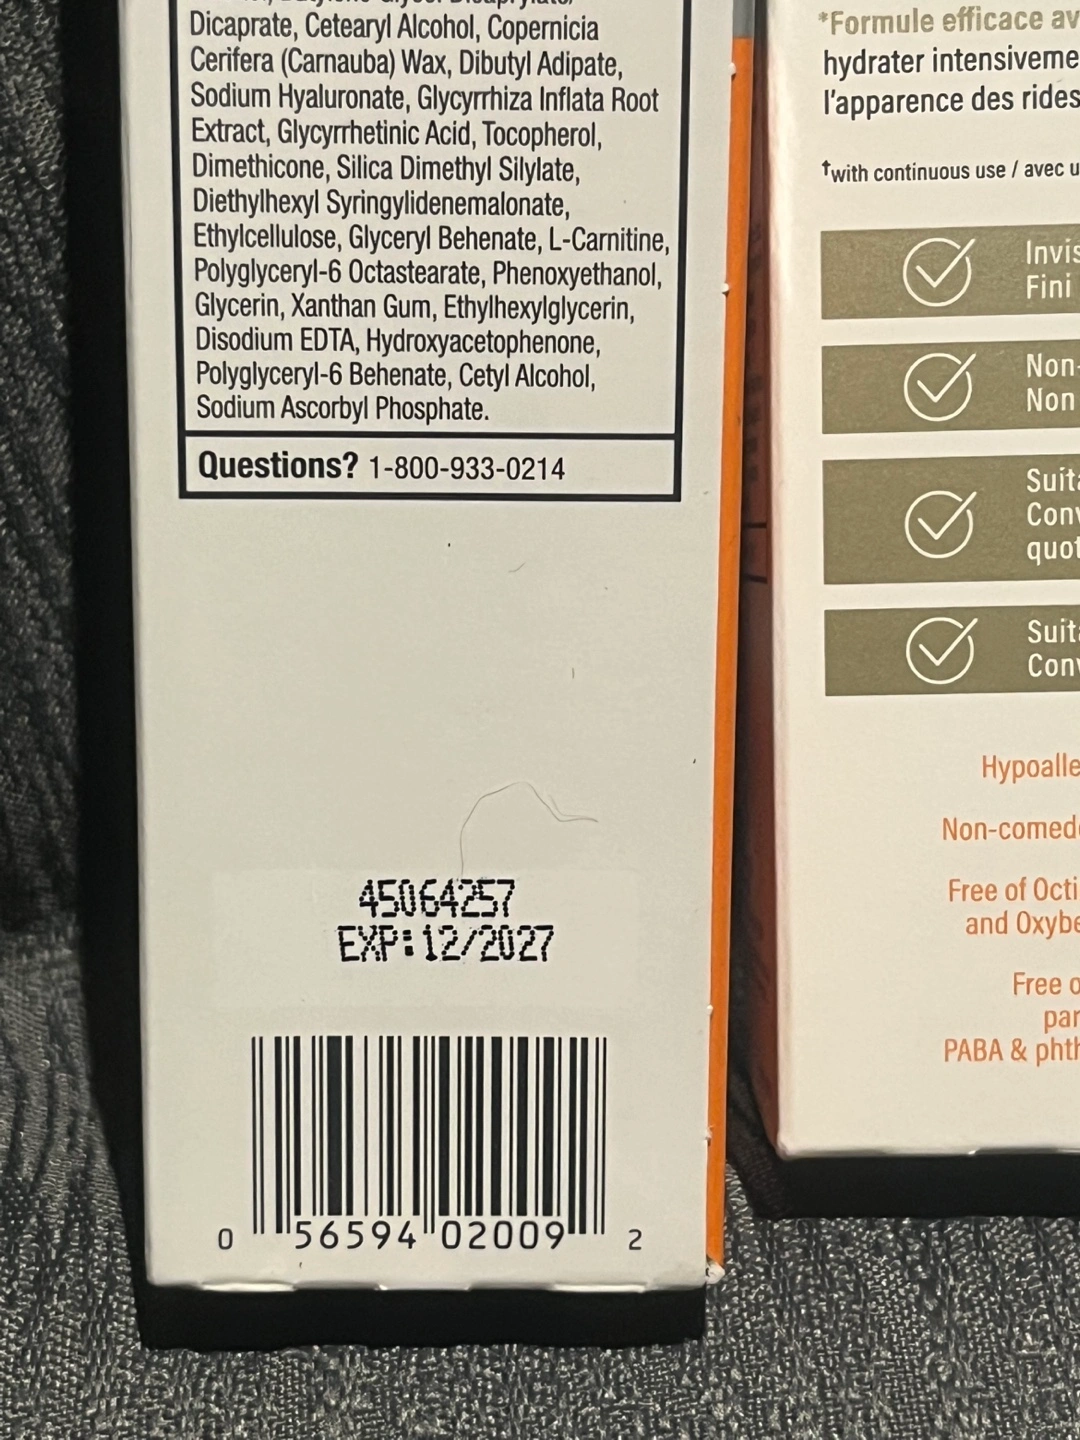 Dicaprate, Cetearyl Alcohol, Copernicia
Cerifera (Carnauba) Wax, Dibutyl Adipate,
Sodium Hyaluronate, Glycyrrhiza Inflata Root
Extract, Glycyrrhetinic Acid, Tocopherol,
Dimethicone, Silica Dimethyl Silylate,
Diethylhexyl Syringylidenemalonate,
Ethylcellulose, Glyceryl Behenate, L-Carnitine,
Polyglyceryl-6 Octastearate, Phenoxyethanol,
Glycerin, Xanthan Gum, Ethylhexylglycerin,
Disodium EDTA, Hydroxyacetophenone,
Polyglyceryl-6 Behenate, Cetyl Alcohol,
Sodium Ascorbyl Phosphate.
Questions? 1-800-933-0214
45064257
EXP:12/2027
0 56594 02009 2
*Formule efficace av
hydrater intensiveme
l'apparence des rides
†with continuous use / avec u
Invis
Fini
Non-
Non
Suita
Conv
quot
Suita
Conv
Hypoalle
Non-comedo
Free of Octi
and Oxybe
Free o
par
PABA & phth